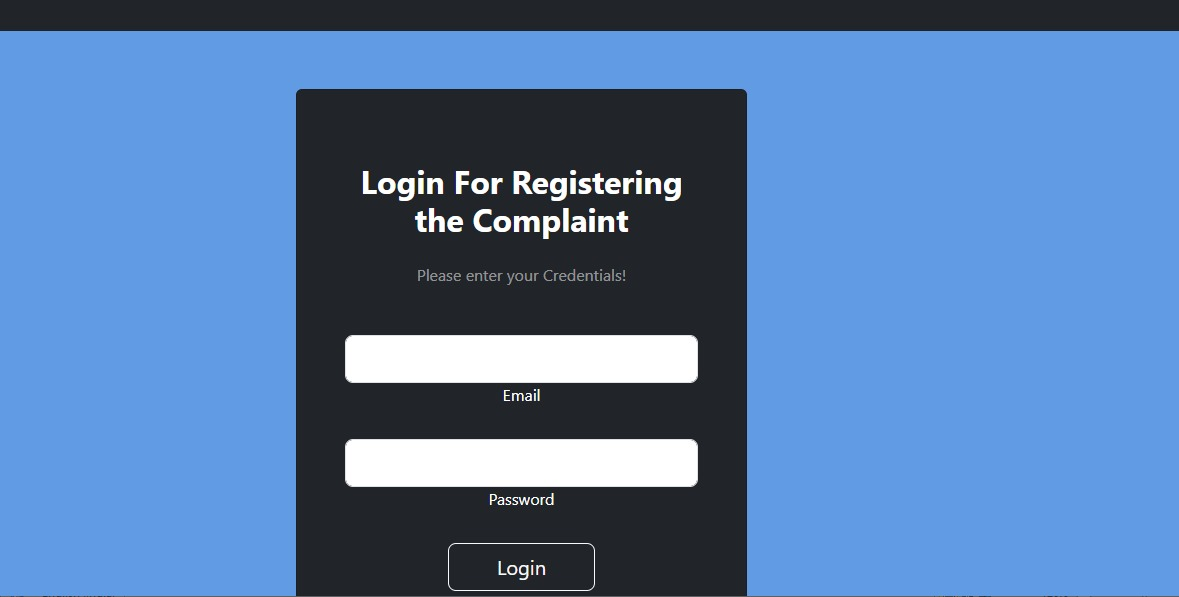 Login For Registering
the Complaint
Please enter your Credentials!
Email
Password
Login